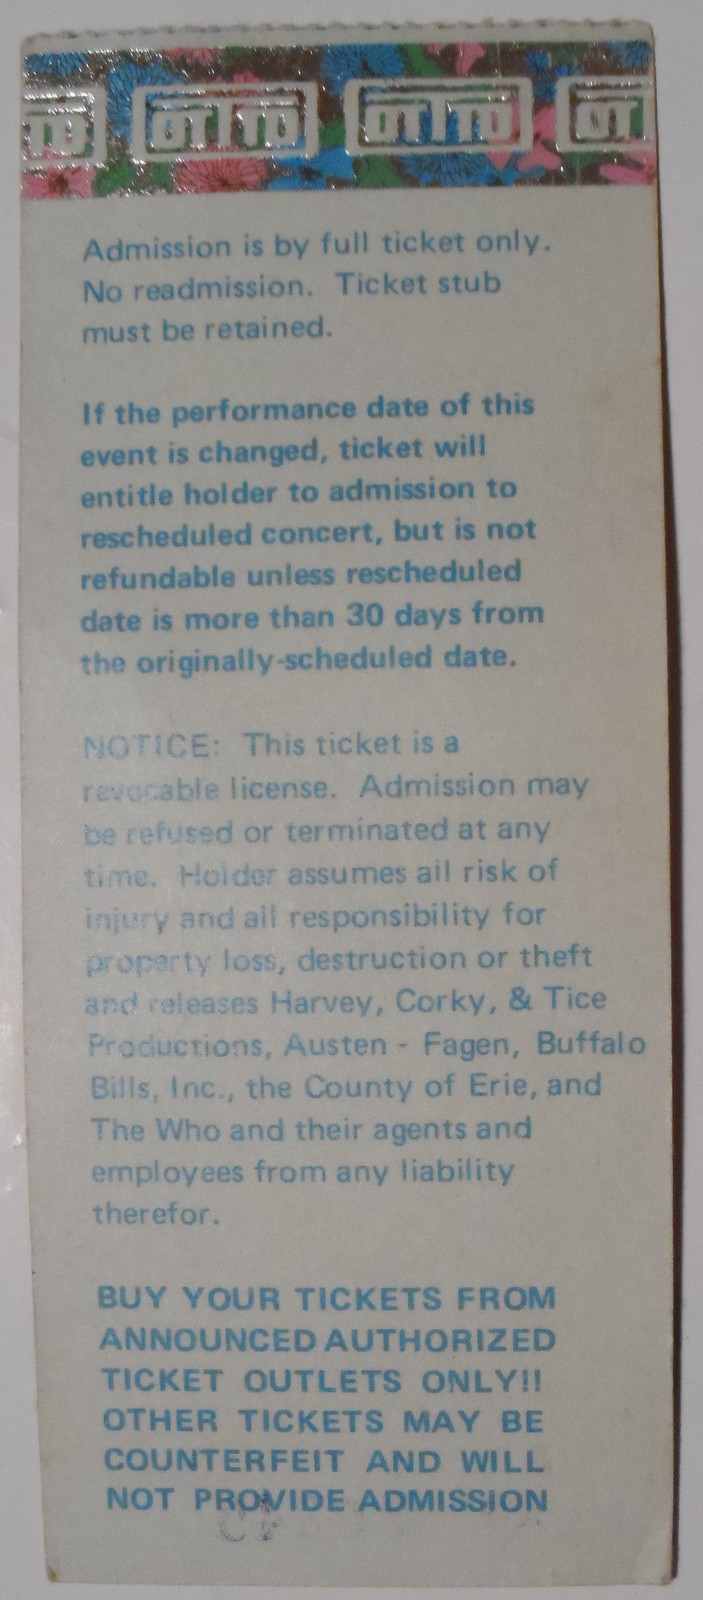 TO OTTO OTTO OT
Admission is by full ticket only.
No readmission. Ticket stub
must be retained.
If the performance date of this
event is changed, ticket will
entitle holder to admission to
rescheduled concert, but is not
refundable unless rescheduled
date is more than 30 days from
the originally-scheduled date.
NOTICE: This ticket is a
revocable license. Admission may
be refused or terminated at any
time. Holder assumes all risk of
injury and all responsibility for
property loss, destruction or theft
and releases Harvey, Corky, & Tice
Productions, Austen - Fagen, Buffalo
Bills, Inc., the County of Erie, and
The Who and their agents and
employees from any liability
therefor.
BUY YOUR TICKETS FROM
ANNOUNCED AUTHORIZED
TICKET OUTLETS ONLY!!
OTHER TICKETS MAY BE
COUNTERFEIT AND WILL
NOT PROVIDE ADMISSION